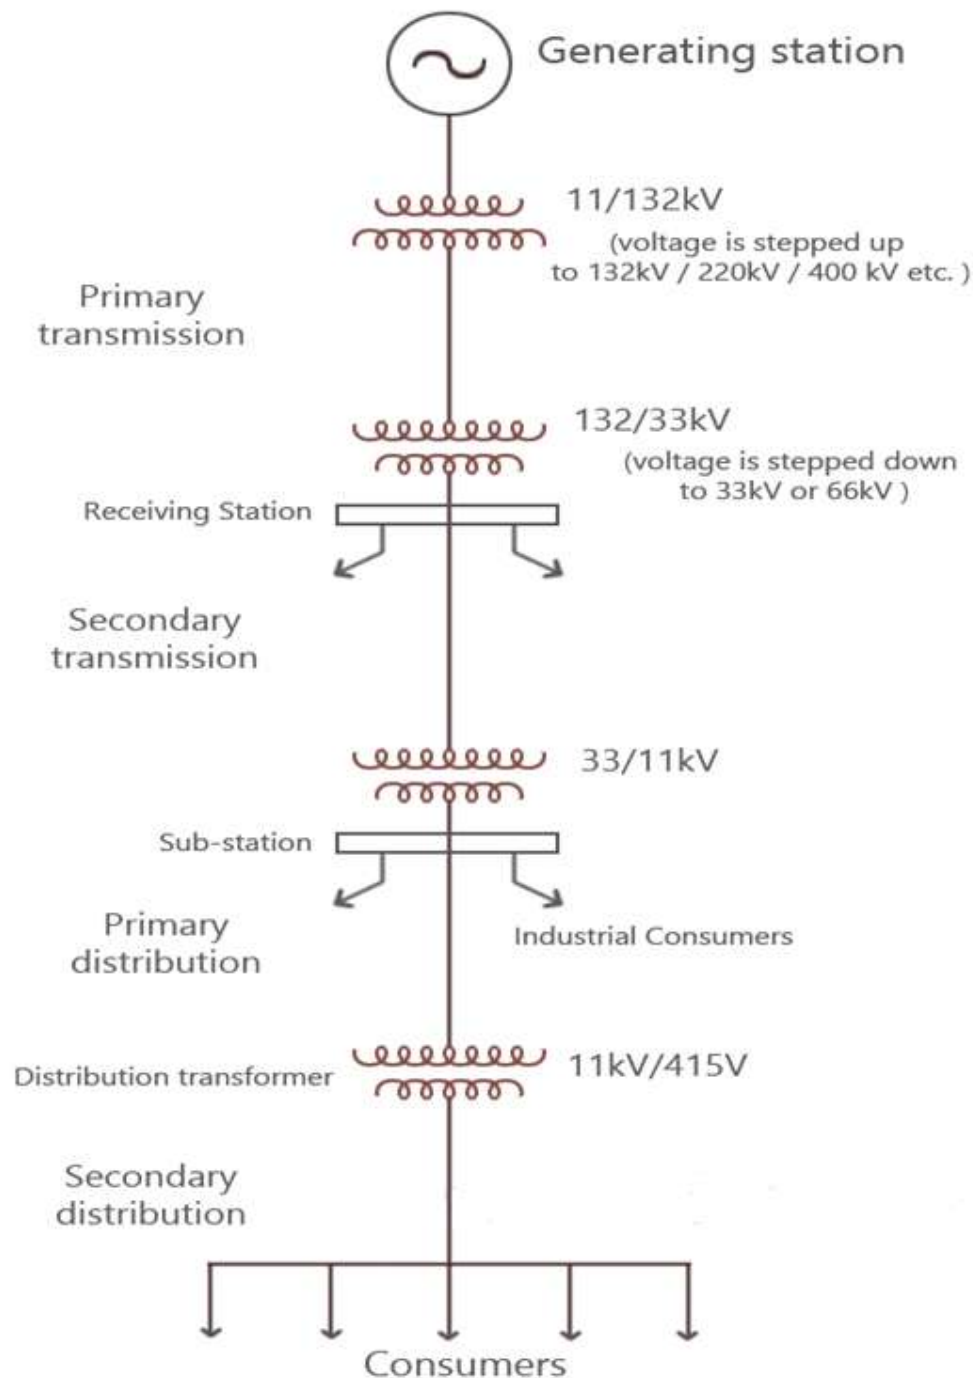 Generating station
11/132kV
(voltage is stepped up
to 132kV / 220kV / 400 kV etc. )
Primary
transmission
132/33kV
(voltage is stepped down
to 33kV or 66kV )
Receiving Station
Secondary
transmission
33/11kV
Sub-station
Primary
distribution
Industrial Consumers
11kV/415V
Distribution transformer
Secondary
distribution
Consumers